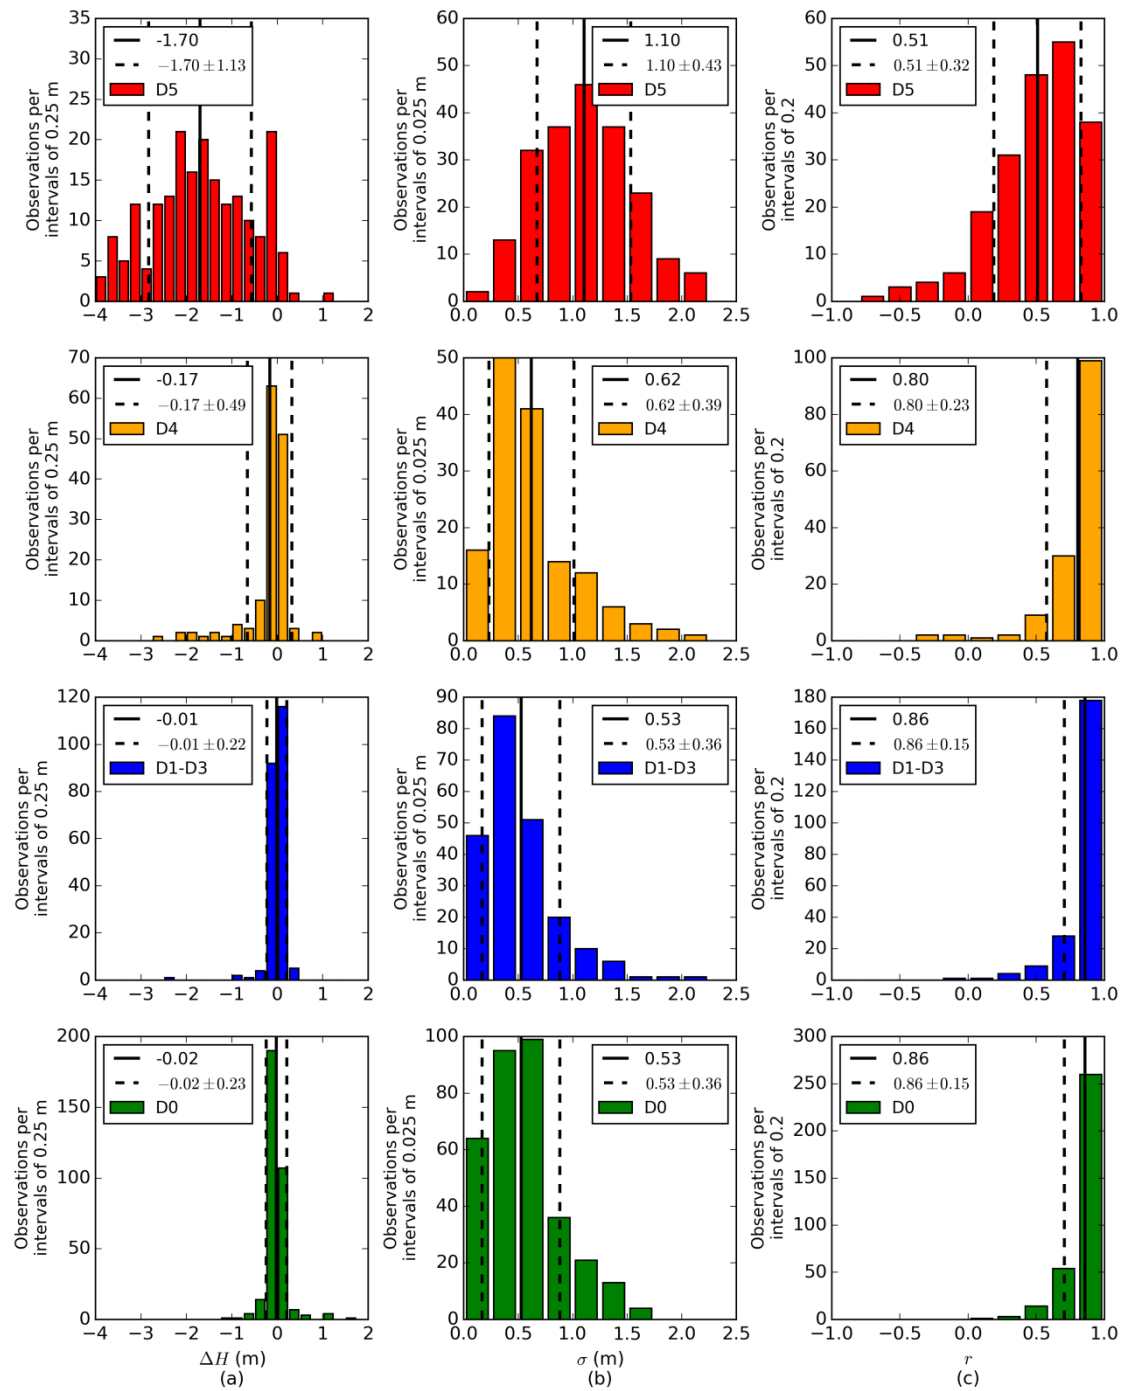 35
30
25
20
15
10
5
0
Observations per
intervals of 0.25 m
-1.70
−1.70±1.13
D5
−4 −3 −2 −1 0 1 2
60
50
40
30
20
10
0
Observations per
intervals of 0.025 m
1.10
1.10±0.43
D5
0.0 0.5 1.0 1.5 2.0 2.5
60
50
40
30
20
10
0
Observations per
intervals of 0.2
0.51
0.51±0.32
D5
−1.0 −0.5 0.0 0.5 1.0
70
60
50
40
30
20
10
0
Observations per
intervals of 0.25 m
-0.17
−0.17±0.49
D4
−4 −3 −2 −1 0 1 2
50
40
30
20
10
0
Observations per
intervals of 0.025 m
0.62
0.62±0.39
D4
0.0 0.5 1.0 1.5 2.0 2.5
100
80
60
40
20
0
Observations per
intervals of 0.2
0.80
0.80±0.23
D4
−1.0 −0.5 0.0 0.5 1.0
120
100
80
60
40
20
0
Observations per
intervals of 0.25 m
-0.01
−0.01±0.22
D1-D3
−4 −3 −2 −1 0 1 2
90
80
70
60
50
40
30
20
10
0
Observations per
intervals of 0.025 m
0.53
0.53±0.36
D1-D3
0.0 0.5 1.0 1.5 2.0 2.5
180
160
140
120
100
80
60
40
20
0
Observations per
intervals of 0.2
0.86
0.86±0.15
D1-D3
−1.0 −0.5 0.0 0.5 1.0
200
150
100
50
0
Observations per
intervals of 0.25 m
-0.02
−0.02±0.23
D0
−4 −3 −2 −1 0 1 2
ΔH (m)
(a)
100
80
60
40
20
0
Observations per
intervals of 0.025 m
0.53
0.53±0.36
D0
0.0 0.5 1.0 1.5 2.0 2.5
σ (m)
(b)
300
250
200
150
100
50
0
Observations per
intervals of 0.2
0.86
0.86±0.15
D0
−1.0 −0.5 0.0 0.5 1.0
r
(c)